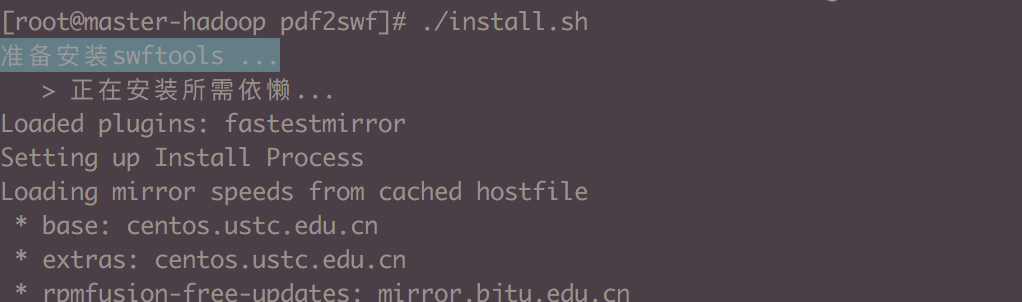 [root@master-hadoop pdf2swf]# ./install.sh
准备安装swftools ...
> 正在安装所需依懒...
Loaded plugins: fastestmirror
Setting up Install Process
Loading mirror speeds from cached hostfile
* base: centos.ustc.edu.cn
* extras: centos.ustc.edu.cn
* rpmfusion-free-updates: mirror.bjtu.edu.cn